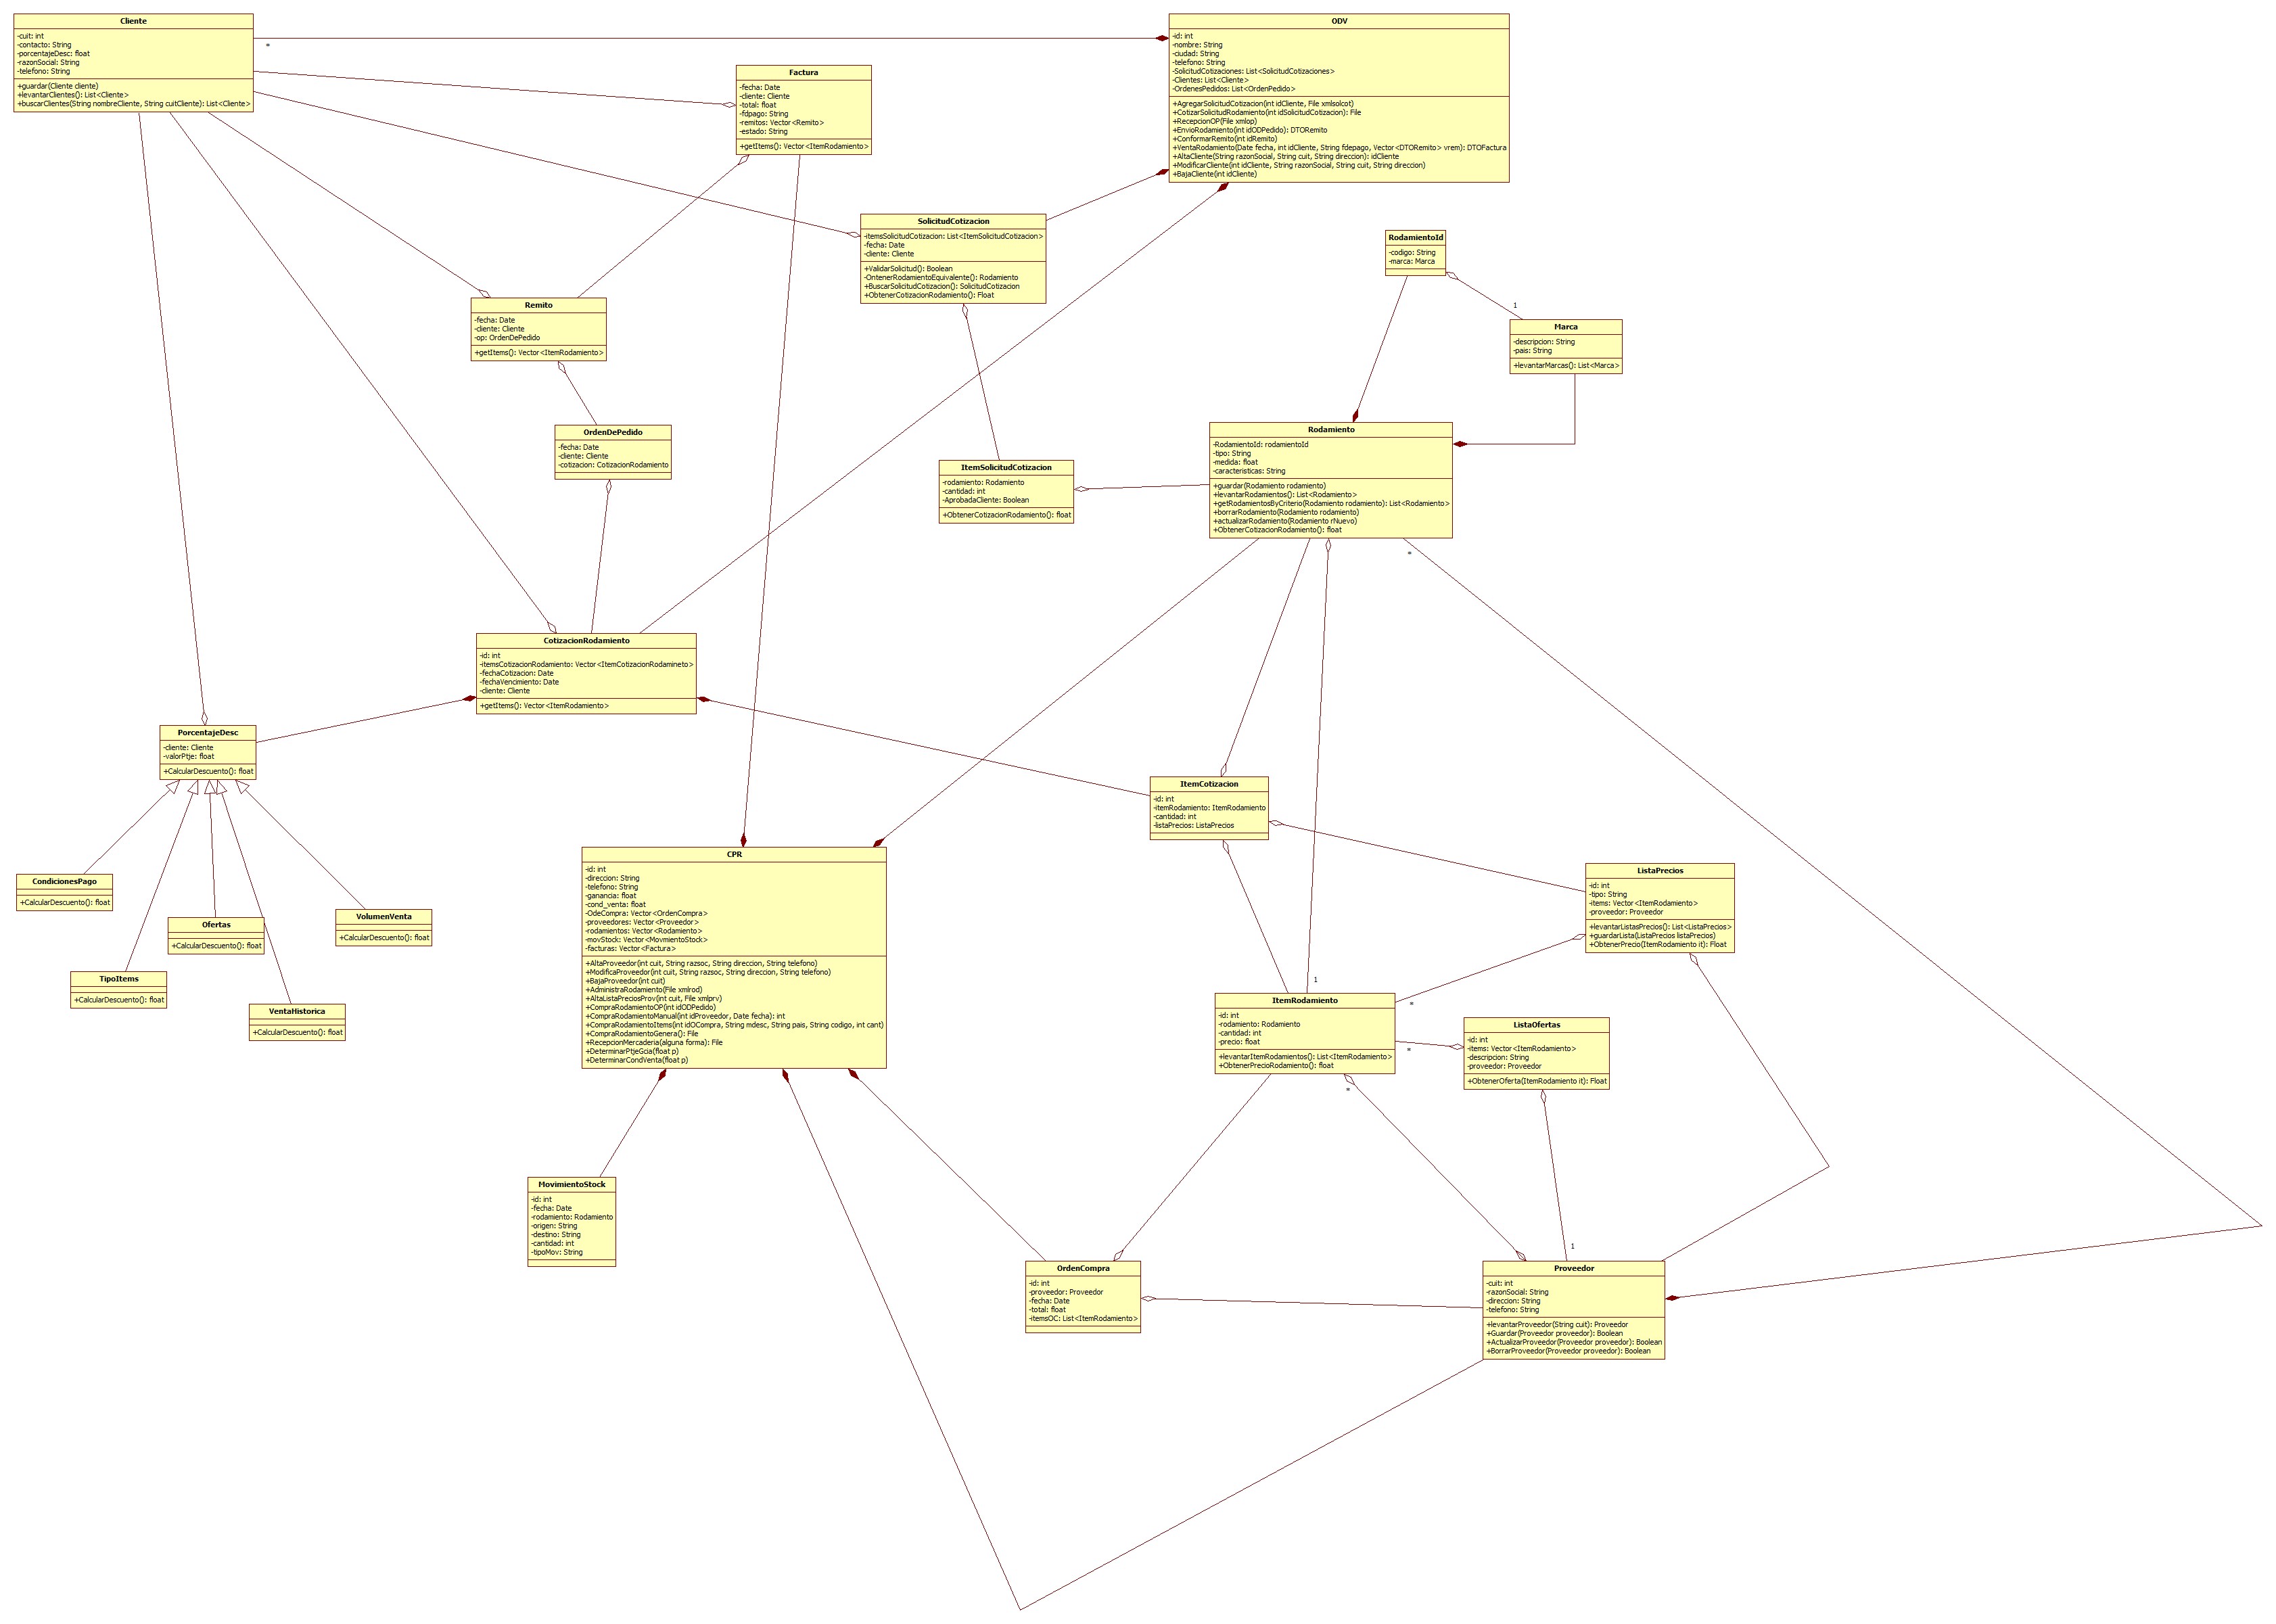 Cliente
-cuit: int
-contacto: String
-porcentajeDesc: float
-razonSocial: String
-telefono: String
+guardar(Cliente cliente)
+levantarClientes(): List<Cliente>
+buscarClientes(String nombreCliente, String cuitCliente): List<Cliente>
*
ODV
-id: int
-nombre: String
-ciudad: String
-telefono: String
-SolicitudCotizaciones: List<SolicitudCotizaciones>
-Clientes: List<Cliente>
-OrdenesPedidos: List<OrdenPedido>
+AgregarSolicitudCotizacion(int idCliente, File xmlsolcot)
+CotizarSolicitudRodamiento(int idSolicitudCotizacion): File
+RecepcionOP(File xmlop)
+EnvioRodamiento(int idODPedido): DTORemito
+ConformarRemito(int idRemito)
+VentaRodamiento(Date fecha, int idCliente, String fdepago, Vector<DTORemito> vrem): DTOFactura
+AltaCliente(String razonSocial, String cuit, String direccion): idCliente
+ModificarCliente(int idCliente, String razonSocial, String cuit, String direccion)
+BajaCliente(int idCliente)
Factura
-fecha: Date
-cliente: Cliente
-total: float
-fdpago: String
-remitos: Vector<Remito>
-estado: String
+getItems(): Vector<ItemRodamiento>
SolicitudCotizacion
-itemsSolicitudCotizacion: List<ItemSolicitudCotizacion>
-fecha: Date
-cliente: Cliente
+ValidarSolicitud(): Boolean
-OntenerRodamientoEquivalente(): Rodamiento
+BuscarSolicitudCotizacion(): SolicitudCotizacion
+ObtenerCotizacionRodamiento(): Float
RodamientoId
-codigo: String
-marca: Marca
1
Marca
-descripcion: String
-pais: String
+levantarMarcas(): List<Marca>
Remito
-fecha: Date
-cliente: Cliente
-op: OrdenDePedido
+getItems(): Vector<ItemRodamiento>
OrdenDePedido
-fecha: Date
-cliente: Cliente
-cotizacion: CotizacionRodamiento
Rodamiento
-RodamientoId: rodamientoId
-tipo: String
-medida: float
-caracteristicas: String
+guardar(Rodamiento rodamiento)
+levantarRodamientos(): List<Rodamiento>
+getRodamientosByCriterio(Rodamiento rodamiento): List<Rodamiento>
+borrarRodamiento(Rodamiento rodamiento)
+actualizarRodamiento(Rodamiento rNuevo)
+ObtenerCotizacionRodamiento(): float
*
ItemSolicitudCotizacion
-rodamiento: Rodamiento
-cantidad: int
-AprobadaCliente: Boolean
+ObtenerCotizacionRodamiento(): float
CotizacionRodamiento
-id: int
-itemsCotizacionRodamiento: Vector<ItemCotizacionRodamineto>
-fechaCotizacion: Date
-fechaVencimiento: Date
-cliente: Cliente
+getItems(): Vector<ItemRodamiento>
PorcentajeDesc
-cliente: Cliente
-valorPtje: float
+CalcularDescuento(): float
ItemCotizacion
-id: int
-itemRodamiento: ItemRodamiento
-cantidad: int
-listaPrecios: ListaPrecios
CPR
-id: int
-direccion: String
-telefono: String
-ganancia: float
-cond_venta: float
-OdeCompra: Vector<OrdenCompra>
-proveedores: Vector<Proveedor>
-rodamientos: Vector<Rodamiento>
-movStock: Vector<MovmientoStock>
-facturas: Vector<Factura>
+AltaProveedor(int cuit, String razsoc, String direccion, String telefono)
+ModificaProveedor(int cuit, String razsoc, String direccion, String telefono)
+BajaProveedor(int cuit)
+AdministraRodamiento(File xmlrod)
+AltaListaPreciosProv(int cuit, File xmlprv)
+CompraRodamientoOP(int idODPedido)
+CompraRodamientoManual(int idProveedor, Date fecha): int
+CompraRodamientoItems(int idOCompra, String mdesc, String pais, String codigo, int cant)
+CompraRodamientoGenera(): File
+RecepcionMercaderia(alguna forma): File
+DeterminarPtjeGcia(float p)
+DeterminarCondVenta(float p)
ListaPrecios
-id: int
-tipo: String
-items: Vector<ItemRodamiento>
-proveedor: Proveedor
+levantarListasPrecios(): List<ListaPrecios>
+guardarLista(ListaPrecios listaPrecios)
+ObtenerPrecio(ItemRodamiento it): Float
CondicionesPago
+CalcularDescuento(): float
Ofertas
+CalcularDescuento(): float
VolumenVenta
+CalcularDescuento(): float
TipoItems
+CalcularDescuento(): float
VentaHistorica
+CalcularDescuento(): float
1
*
ItemRodamiento
-id: int
-rodamiento: Rodamiento
-cantidad: int
-precio: float
+levantarItemRodamientos(): List<ItemRodamiento>
+ObtenerPrecioRodamiento(): float
*
*
ListaOfertas
-id: int
-items: Vector<ItemRodamiento>
-descripcion: String
-proveedor: Proveedor
+ObtenerOferta(ItemRodamiento it): Float
MovimientoStock
-id: int
-fecha: Date
-rodamiento: Rodamiento
-origen: String
-destino: String
-cantidad: int
-tipoMov: String
OrdenCompra
-id: int
-proveedor: Proveedor
-fecha: Date
-total: float
-itemsOC: List<ItemRodamiento>
1
Proveedor
-cuit: int
-razonSocial: String
-direccion: String
-telefono: String
+levantarProveedor(String cuit): Proveedor
+Guardar(Proveedor proveedor): Boolean
+ActualizarProveedor(Proveedor proveedor): Boolean
+BorrarProveedor(Proveedor proveedor): Boolean